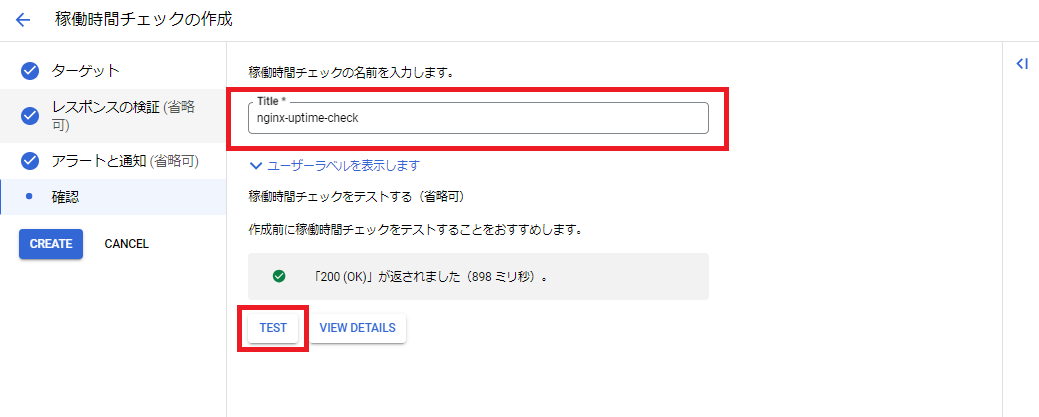 稼働時間チェックの作成
ターゲット
レスポンスの検証 (省略
可)
アラートと通知 (省略可)
確認
CREATE CANCEL
稼働時間チェックの名前を入力します。
Title *
nginx-uptime-check
ユーザーラベルを表示します
稼働時間チェックをテストする（省略可）
作成前に稼働時間チェックをテストすることをおすすめします。
「200 (OK)」が返されました（898 ミリ秒）。
TEST VIEW DETAILS